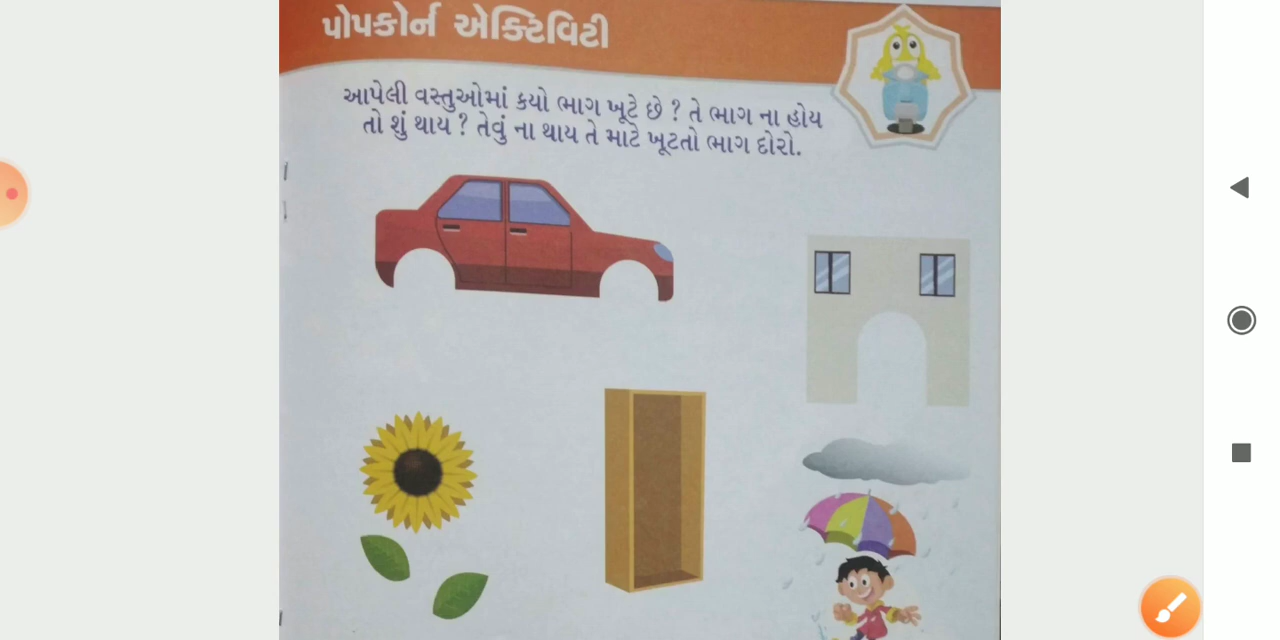 પોપકોર્ન એક્ટિવિટી
આપેલી વસ્તુઓમાં કયો ભાગ ખૂટે છે ? તે ભાગ ના હોય
તો શું થાય ? તેવું ના થાય તે માટે ખૂટતો ભાગ દોરો.